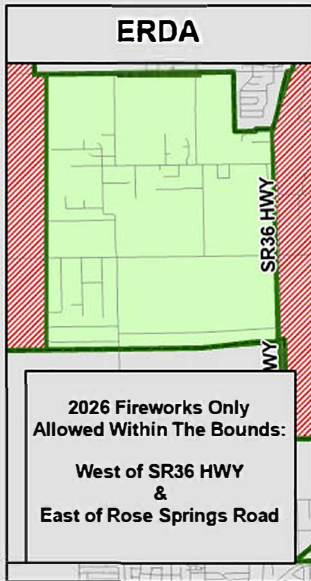 ERDA
SR36 HWY
WY
2026 Fireworks Only
Allowed Within The Bounds:
West of SR36 HWY
&
East of Rose Springs Road